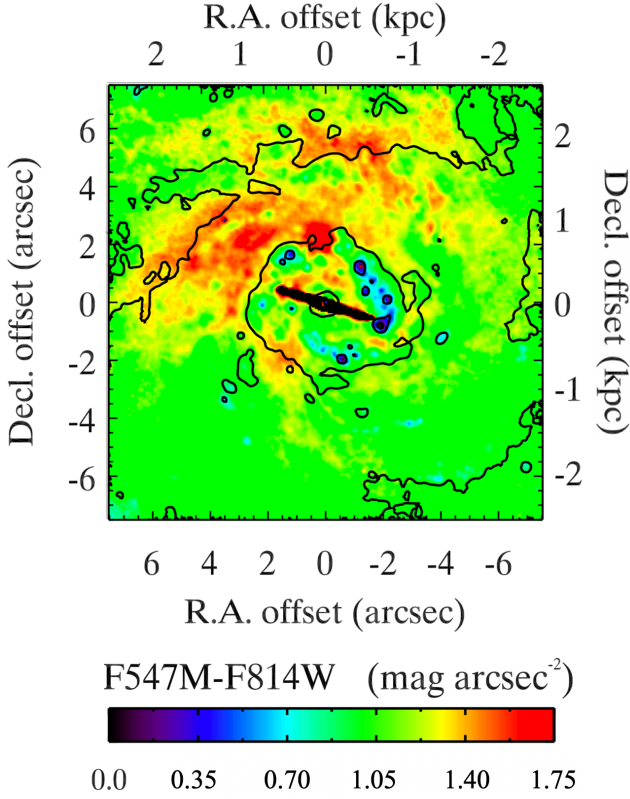 R.A. offset (kpc)
2 1 0 -1 -2
Decl. offset (arcsec)
6
4
2
0
-2
-4
-6
2
1
0
-1
-2
Decl. offset (kpc)
6 4 2 0 -2 -4 -6
R.A. offset (arcsec)
F547M-F814W (mag arcsec⁻²)
0.0 0.35 0.70 1.05 1.40 1.75